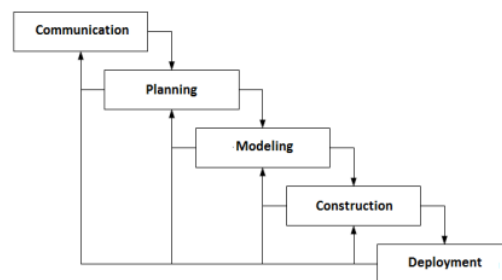 Communication
Planning
Modeling
Construction
Deployment